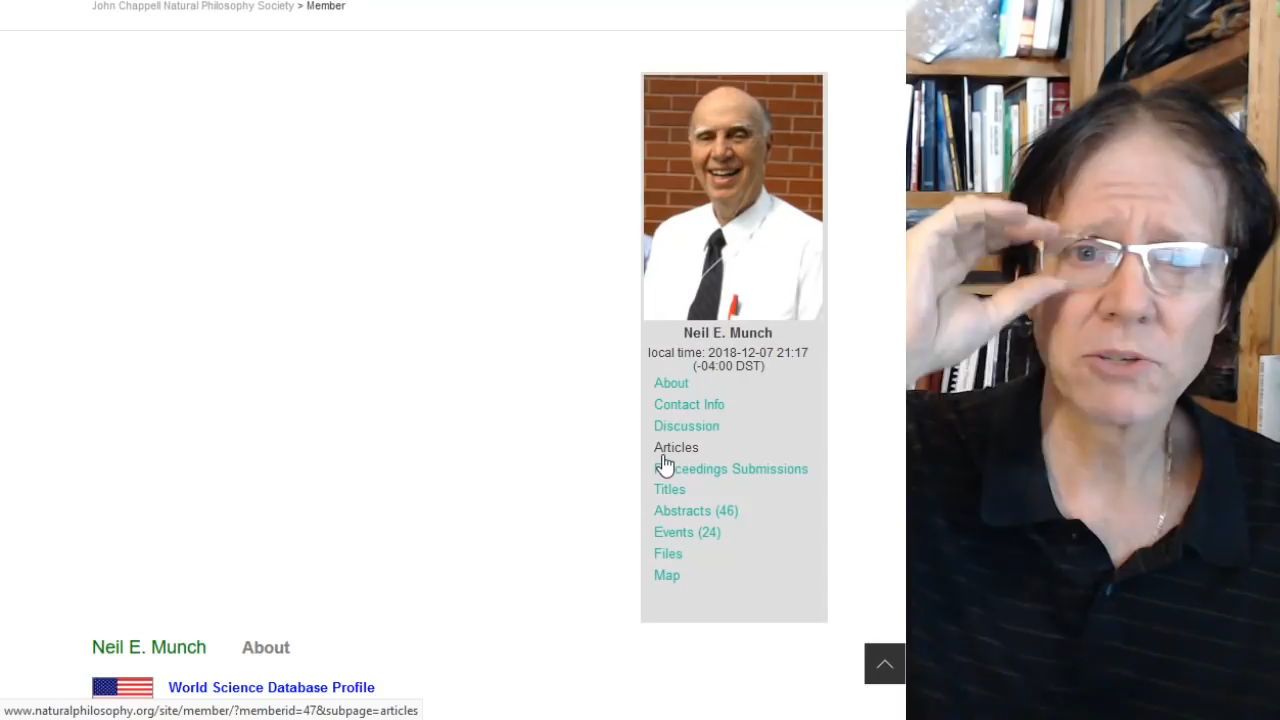 John Chappell Natural Philosophy Society > Member
Neil E. Munch
local time: 2018-12-07 21:17
(-04:00 DST)
About
Contact Info
Discussion
Articles
ceedings Submissions
Titles
Abstracts (46)
Events (24)
Files
Map
Neil E. Munch About
World Science Database Profile
www.naturalphilosophy.org/site/member/?memberid=47&subpage=articles